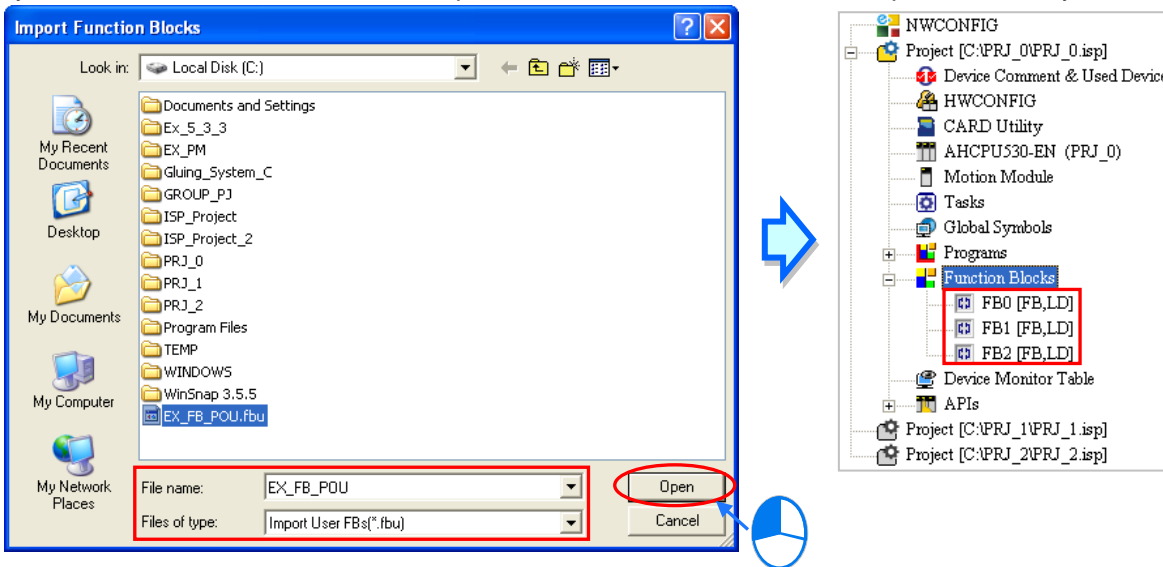 Import Function Blocks
Look in:
Local Disk (C:)
My Recent
Documents
Desktop
My Documents
My Computer
My Network
Places
Documents and Settings
Ex_5_3_3
EX_PM
Gluing_System_C
GROUP_PJ
ISP_Project
ISP_Project_2
PRJ_0
PRJ_1
PRJ_2
Program Files
TEMP
WINDOWS
WinSnap 3.5.5
EX_FB_POU.fbu
File name:
EX_FB_POU
Open
Files of type:
Import User FBs(*.fbu)
Cancel
NWCONFIG
Project [C:\PRJ_0\PRJ_0.isp]
Device Comment & Used Device
HWCONFIG
CARD Utility
AHCPU530-EN (PRJ_0)
Motion Module
Tasks
Global Symbols
Programs
Function Blocks
FB0 [FB,LD]
FB1 [FB,LD]
FB2 [FB,LD]
Device Monitor Table
APIs
Project [C:\PRJ_1\PRJ_1.isp]
Project [C:\PRJ_2\PRJ_2.isp]